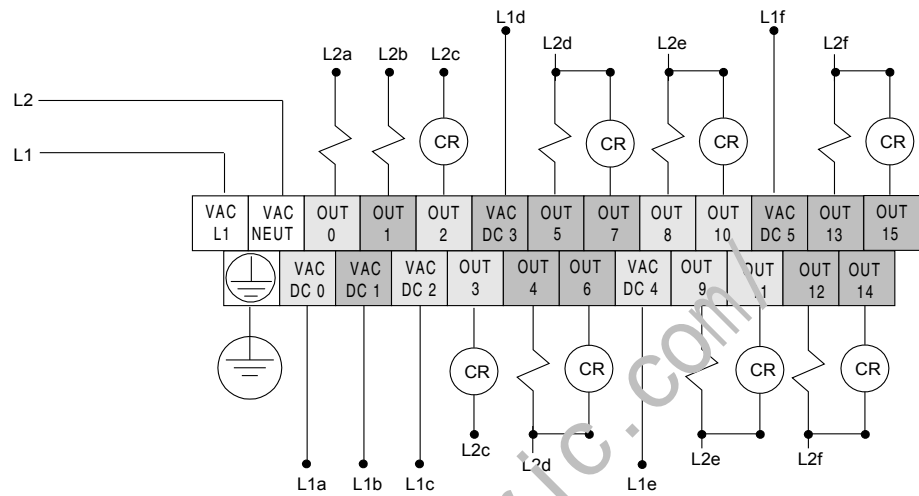 L1d
L1f
L2a L2b L2c
L2d
L2e
L2f
L2
L1
CR
CR
CR
CR
VAC L1
VAC NEUT
OUT 0
OUT 1
OUT 2
VAC DC 3
OUT 5
OUT 7
OUT 8
OUT 10
VAC DC 5
OUT 13
OUT 15
VAC DC 0
VAC DC 1
VAC DC 2
OUT 3
OUT 4
OUT 6
VAC DC 4
OUT 9
OUT
OUT 12
OUT 14
CR
CR
CR
CR
L2c
L2d
L2e
L2f
L1a
L1b
L1c
L1e